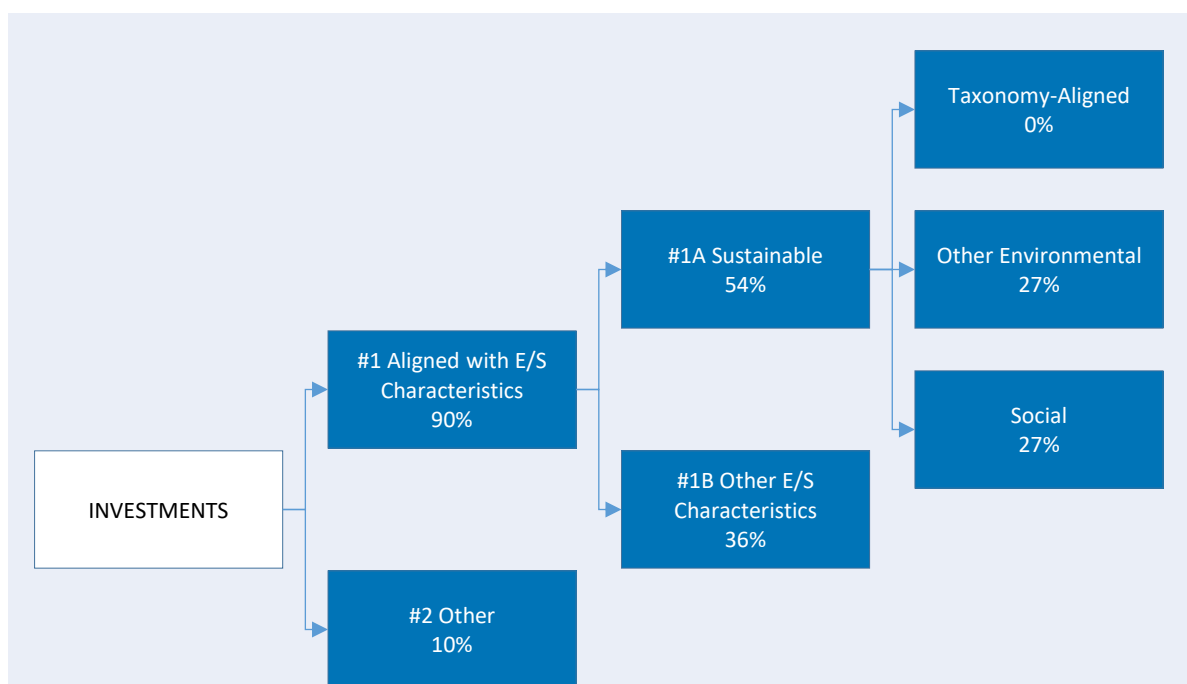 INVESTMENTS
#1 Aligned with E/S
Characteristics
90%
#2 Other
10%
#1A Sustainable
54%
#1B Other E/S
Characteristics
36%
Taxonomy-Aligned
0%
Other Environmental
27%
Social
27%